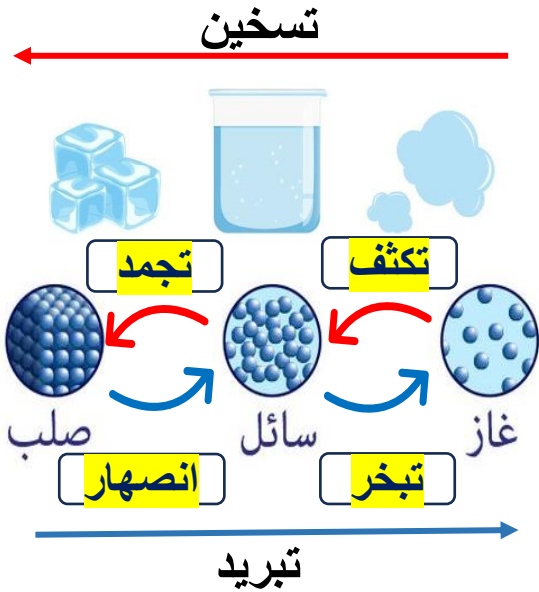 تسخين
تكثف
تجمد
غاز
سائل
صلب
تبخر
انصهار
تبريد